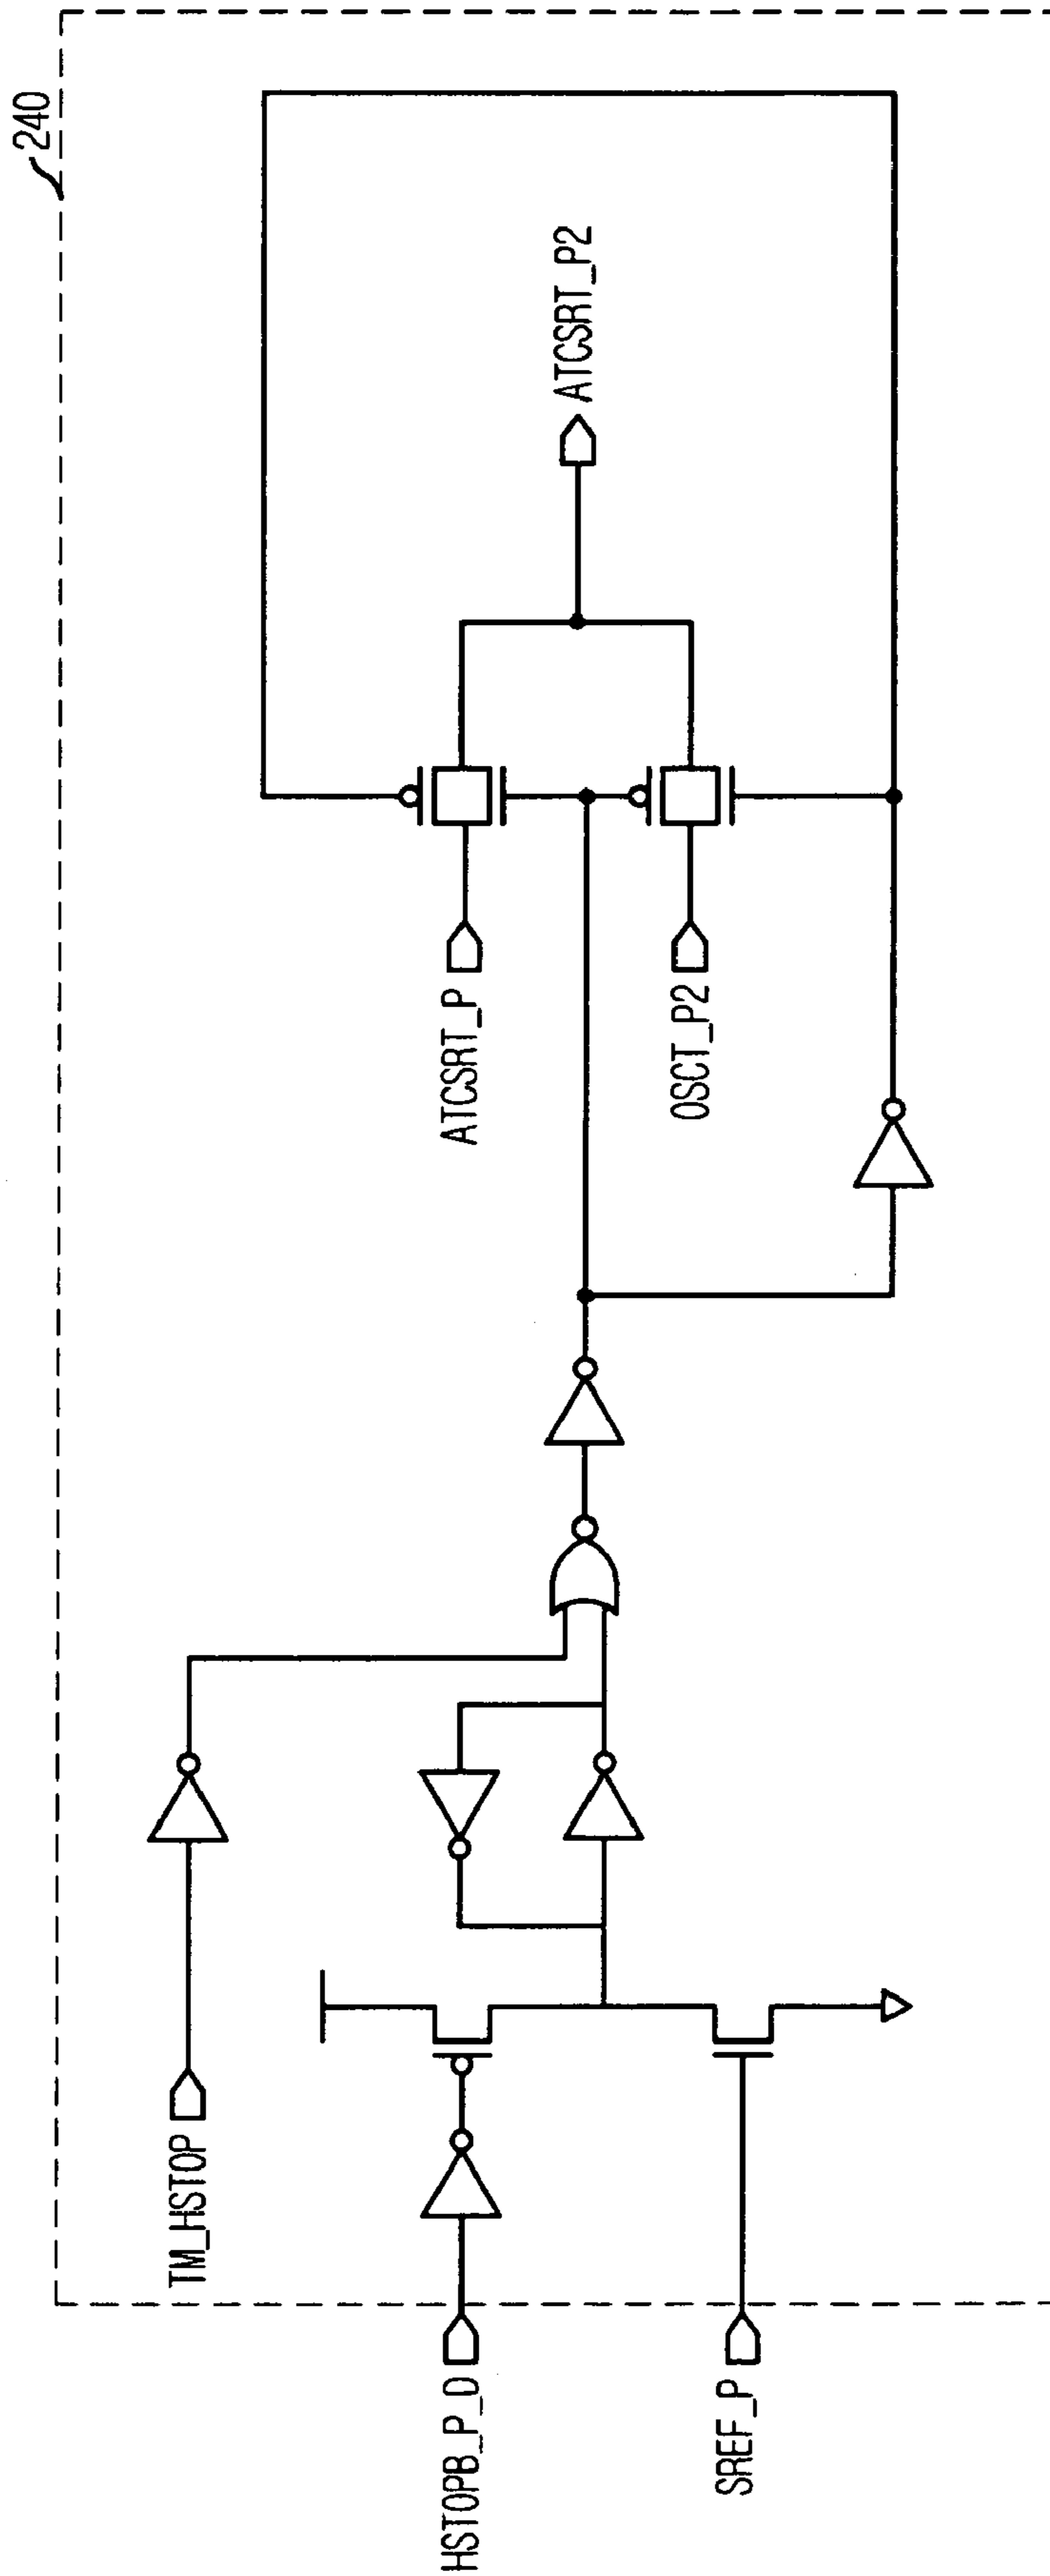 240
TM_HSTOP
HSTOPB_P_D
SREF_P
ATCSRT_P
OSCT_P2
ATCSRT_P2